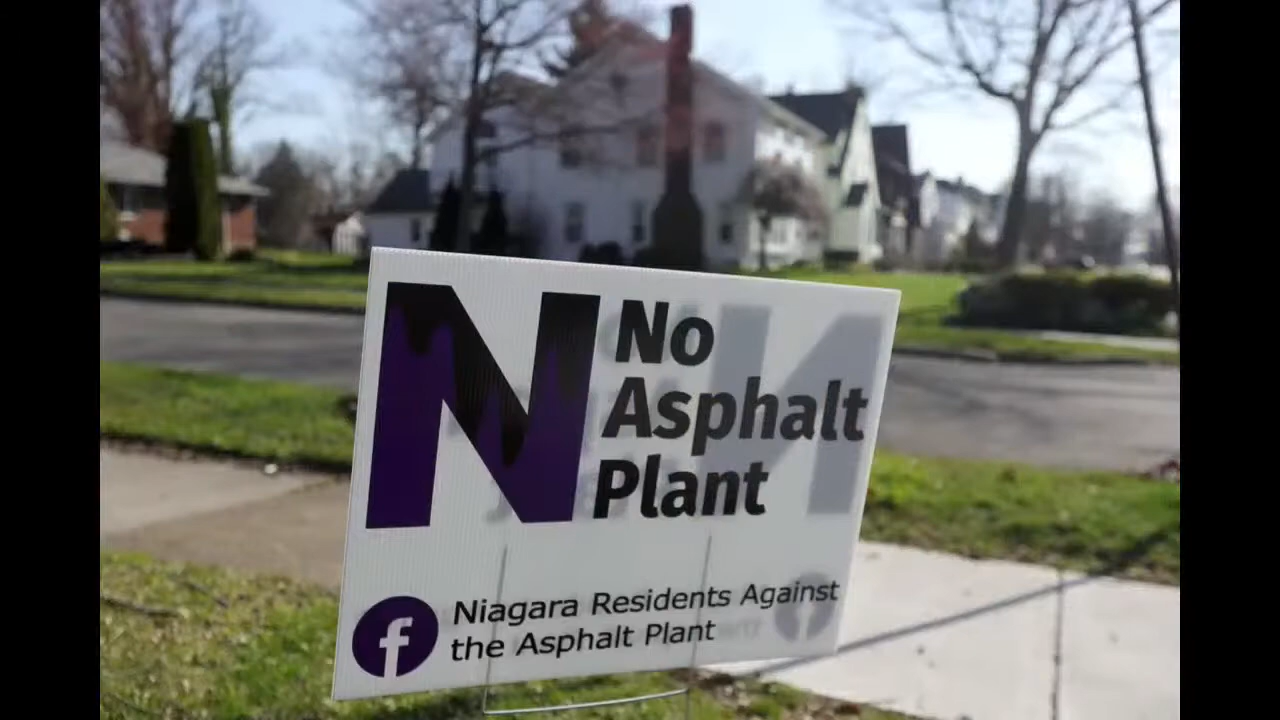 N
No
Asphalt
Plant
f
Niagara Residents Against
the Asphalt Plant